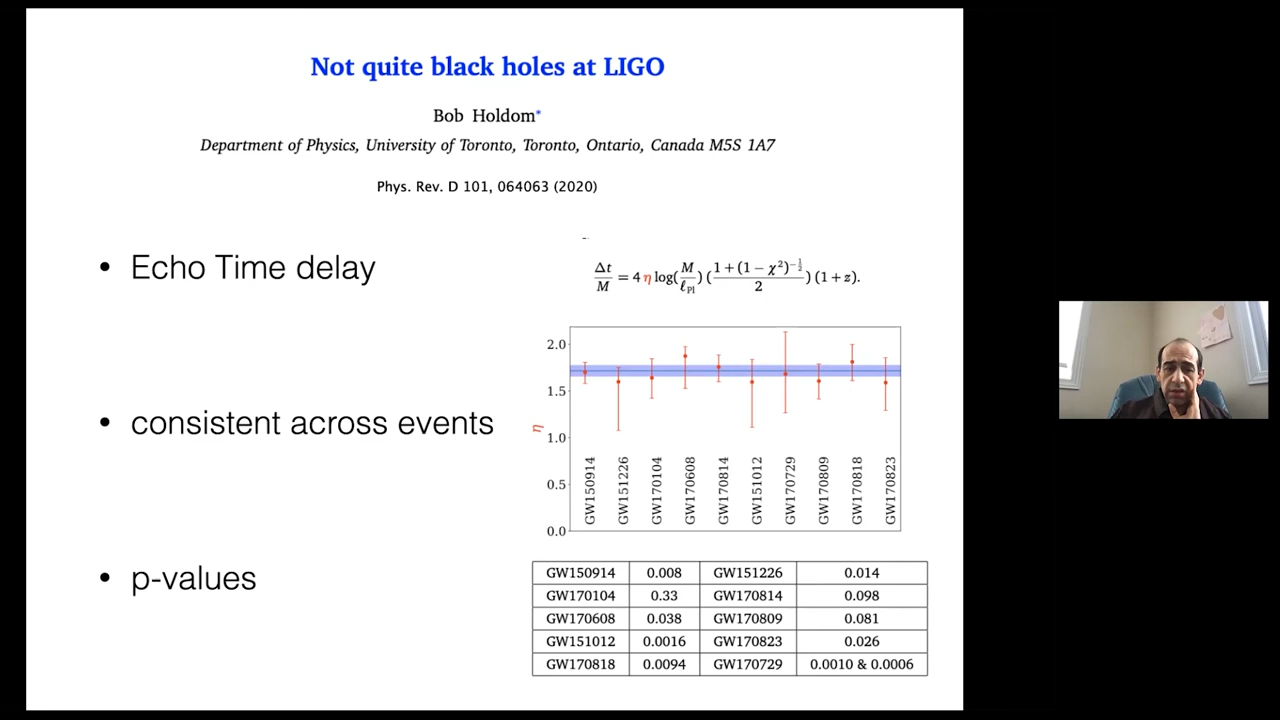 Not quite black holes at LIGO
Bob Holdom*
Department of Physics, University of Toronto, Toronto, Ontario, Canada M5S 1A7
Phys. Rev. D 101, 064063 (2020)
• Echo Time delay
Δt/M = 4 η log(M/ℓPl) (1+(1−χ²)^−½/2) (1+z).
• consistent across events
η
2.0
1.5
1.0
0.5
0.0
GW150914
GW151226
GW170104
GW170608
GW170814
GW151012
GW170729
GW170809
GW170818
GW170823
• p-values
GW150914 0.008 GW151226 0.014
GW170104 0.33 GW170814 0.098
GW170608 0.038 GW170809 0.081
GW151012 0.0016 GW170823 0.026
GW170818 0.0094 GW170729 0.0010 & 0.0006